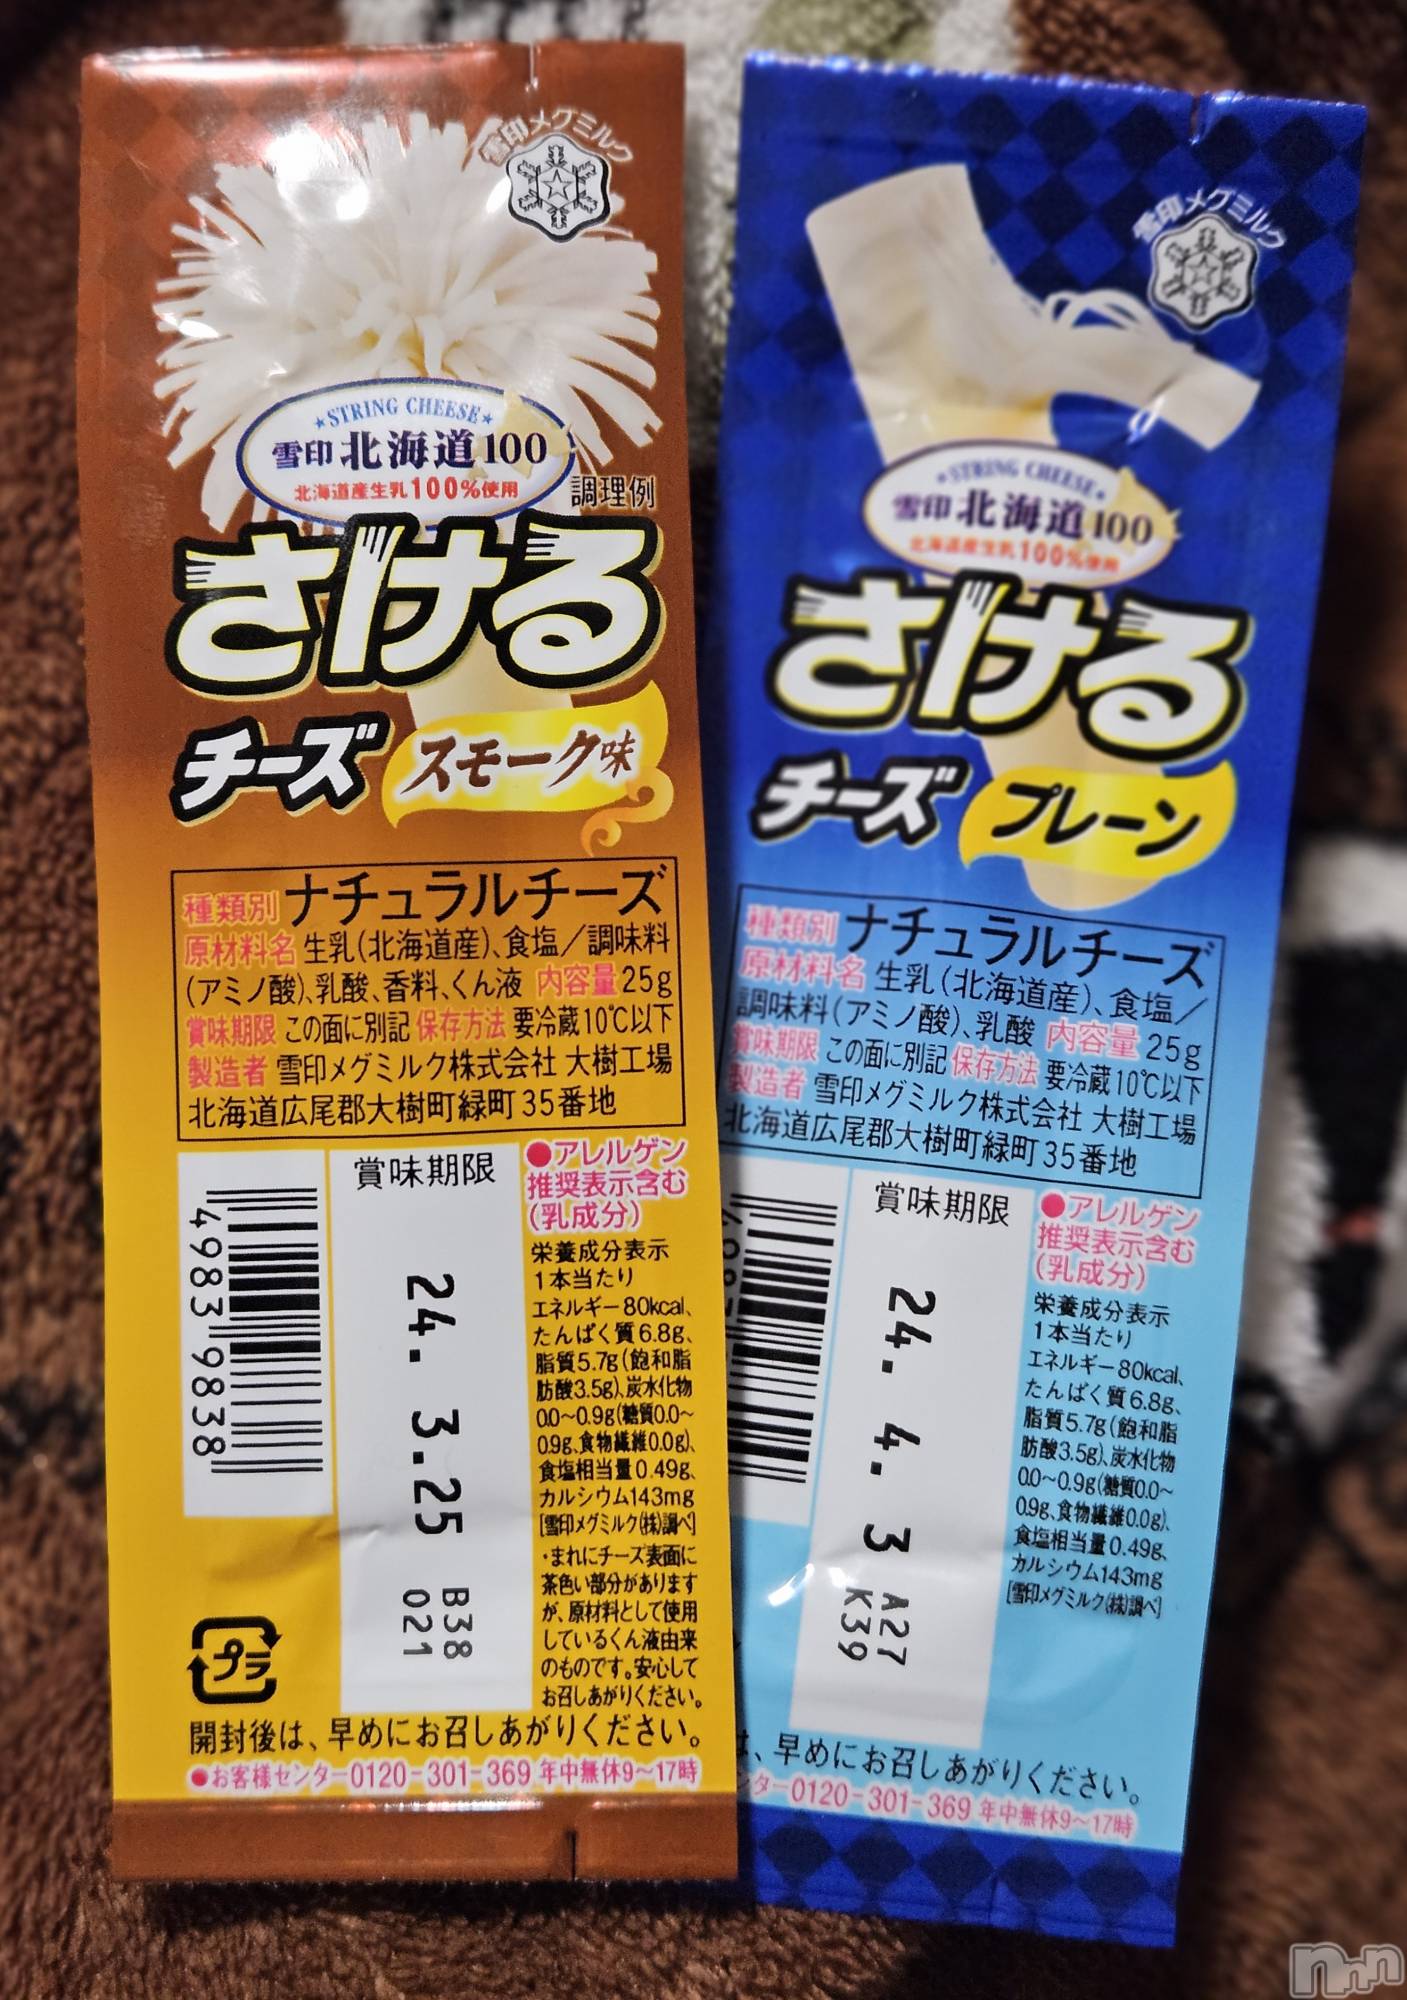 雪印メグミルク
★STRING CHEESE★
雪印 北海道100
北海道産生乳100%使用
調理例
さける
チーズ スモーク味
種類別 ナチュラルチーズ
原材料名 生乳(北海道産)、食塩/調味料
(アミノ酸)、乳酸、香料、くん液 内容量 25g
賞味期限 この面に別記 保存方法 要冷蔵10℃以下
製造者 雪印メグミルク株式会社 大樹工場
北海道広尾郡大樹町緑町35番地
賞味期限
24. 3.25
B38
021
4983 9838
●アレルゲン
推奨表示含む
(乳成分)
栄養成分表示
1本当たり
エネルギー80kcal、
たんぱく質6.8g、
脂質5.7g(飽和脂
肪酸3.5g)、炭水化物
0.0~0.9g(糖質0.0~
0.9g、食物繊維0.0g)、
食塩相当量0.49g、
カルシウム143mg
[雪印メグミルク(株)調べ]
・まれにチーズ表面に
茶色い部分があります
が、原材料として使用
しているくん液由来
のものです。安心して
お召しあがりください。
プラ
開封後は、早めにお召しあがりください。
●お客様センター0120-301-369 年中無休9~17時
雪印メグミルク
★STRING CHEESE★
雪印 北海道100
北海道産生乳100%使用
さける
チーズ プレーン
種類別 ナチュラルチーズ
原材料名 生乳(北海道産)、食塩/
調味料(アミノ酸)、乳酸 内容量 25g
賞味期限 この面に別記 保存方法 要冷蔵10℃以下
製造者 雪印メグミルク株式会社 大樹工場
北海道広尾郡大樹町緑町35番地
賞味期限
24. 4. 3
A27
K39
●アレルゲン
推奨表示含む
(乳成分)
栄養成分表示
1本当たり
エネルギー80kcal、
たんぱく質6.8g、
脂質5.7g(飽和脂
肪酸3.5g)、炭水化物
0.0~0.9g(糖質0.0~
0.9g、食物繊維0.0g)、
食塩相当量0.49g、
カルシウム143mg
[雪印メグミルク(株)調べ]
は、早めにお召しあがりください。
ンター0120-301-369 年中無休9~17時
nnn